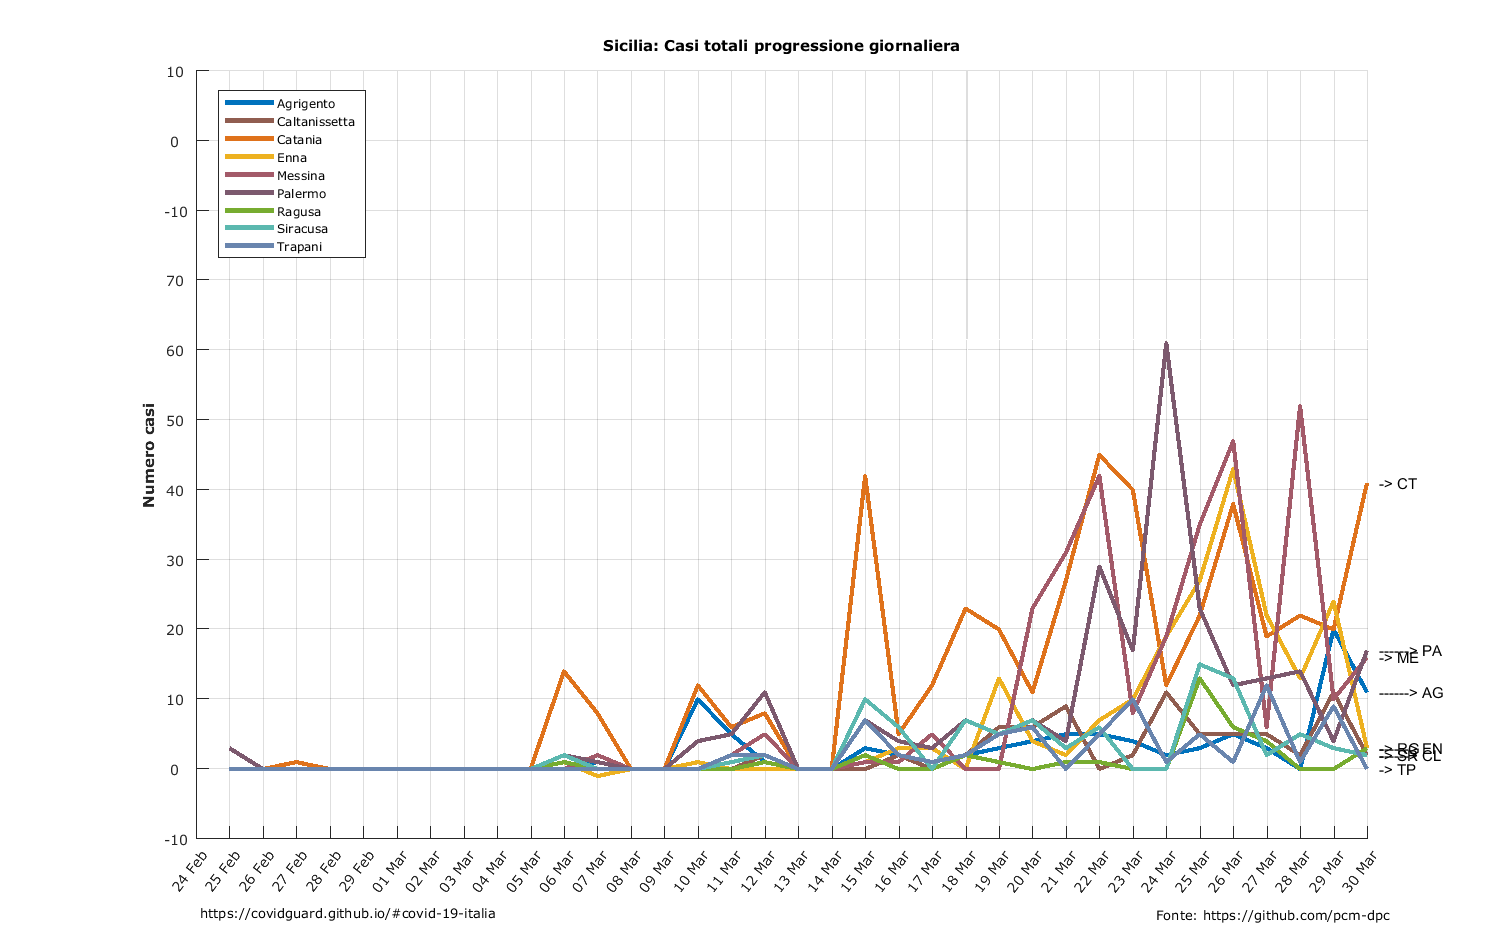 Sicilia: Casi totali progressione giornaliera
10
0
-10
70
60
50
40
30
20
10
0
-10
Numero casi
Agrigento
Caltanissetta
Catania
Enna
Messina
Palermo
Ragusa
Siracusa
Trapani
-> CT
------> PA
-> ME
------> AG
-> RG
EN
-> SR
CL
-> TP
24 Feb
25 Feb
26 Feb
27 Feb
28 Feb
29 Feb
01 Mar
02 Mar
03 Mar
04 Mar
05 Mar
06 Mar
07 Mar
08 Mar
09 Mar
10 Mar
11 Mar
12 Mar
13 Mar
14 Mar
15 Mar
16 Mar
17 Mar
18 Mar
19 Mar
20 Mar
21 Mar
22 Mar
23 Mar
24 Mar
25 Mar
26 Mar
27 Mar
28 Mar
29 Mar
30 Mar
https://covidguard.github.io/#covid-19-italia
Fonte: https://github.com/pcm-dpc